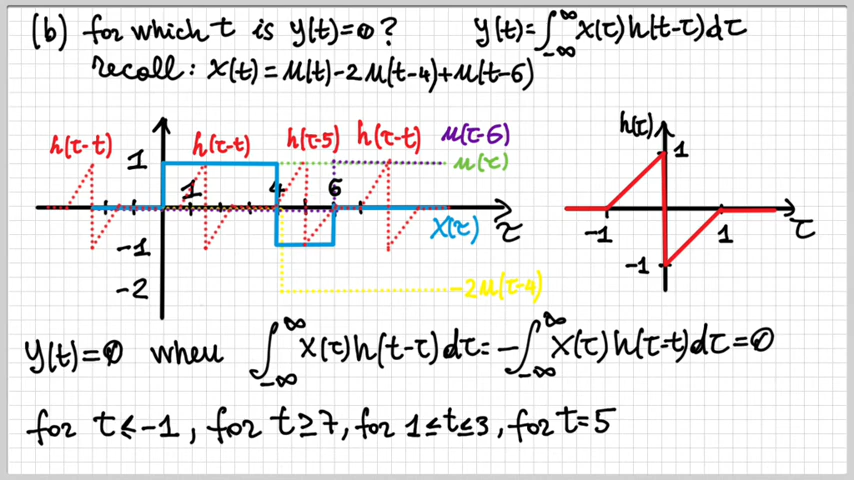 (b) for which t is y(t)=0? y(t)=∫_{-∞}^{∞} x(τ)h(t-τ)dτ
recall: x(t)=u(t)-2u(t-4)+u(t-6)
h(τ-t) h(τ-t) h(τ-5) h(τ-t) u(τ-6) h(τ)
1 u(τ) 1
1 4 6
x(τ) τ -1 1 τ
-1 -1
-2 -2u(τ-4)
y(t)=0 when ∫_{-∞}^{∞} x(τ)h(t-τ)dτ=-∫_{-∞}^{∞} x(τ)h(τ-t)dτ=0
for t≤-1, for t≥7, for 1≤t≤3, for t=5